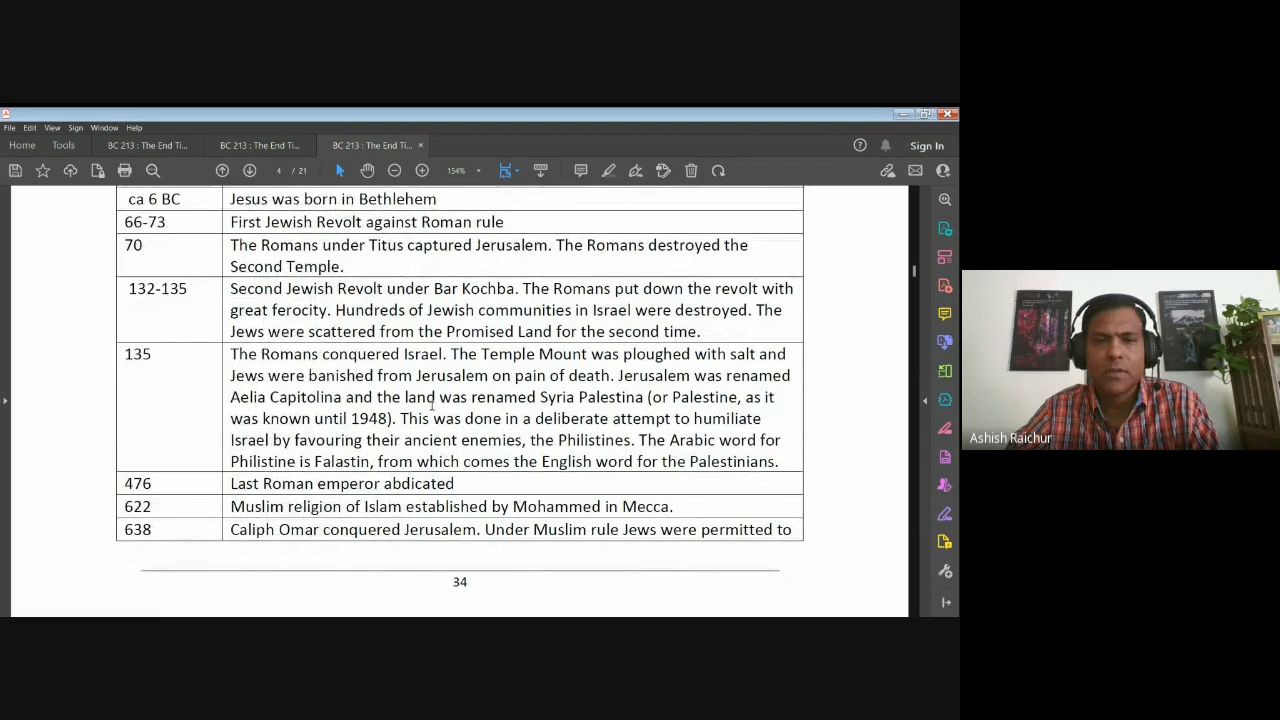 File Edit View Sign Window Help
Home Tools BC 213 : The End Ti... BC 213 : The End Ti... BC 213 : The End Ti... × Sign In
4 / 21 154%
ca 6 BC Jesus was born in Bethlehem
66-73 First Jewish Revolt against Roman rule
70 The Romans under Titus captured Jerusalem. The Romans destroyed the
Second Temple.
132-135 Second Jewish Revolt under Bar Kochba. The Romans put down the revolt with
great ferocity. Hundreds of Jewish communities in Israel were destroyed. The
Jews were scattered from the Promised Land for the second time.
135 The Romans conquered Israel. The Temple Mount was ploughed with salt and
Jews were banished from Jerusalem on pain of death. Jerusalem was renamed
Aelia Capitolina and the land was renamed Syria Palestina (or Palestine, as it
was known until 1948). This was done in a deliberate attempt to humiliate
Israel by favouring their ancient enemies, the Philistines. The Arabic word for
Philistine is Falastin, from which comes the English word for the Palestinians.
476 Last Roman emperor abdicated
622 Muslim religion of Islam established by Mohammed in Mecca.
638 Caliph Omar conquered Jerusalem. Under Muslim rule Jews were permitted to
34
Ashish Raichur